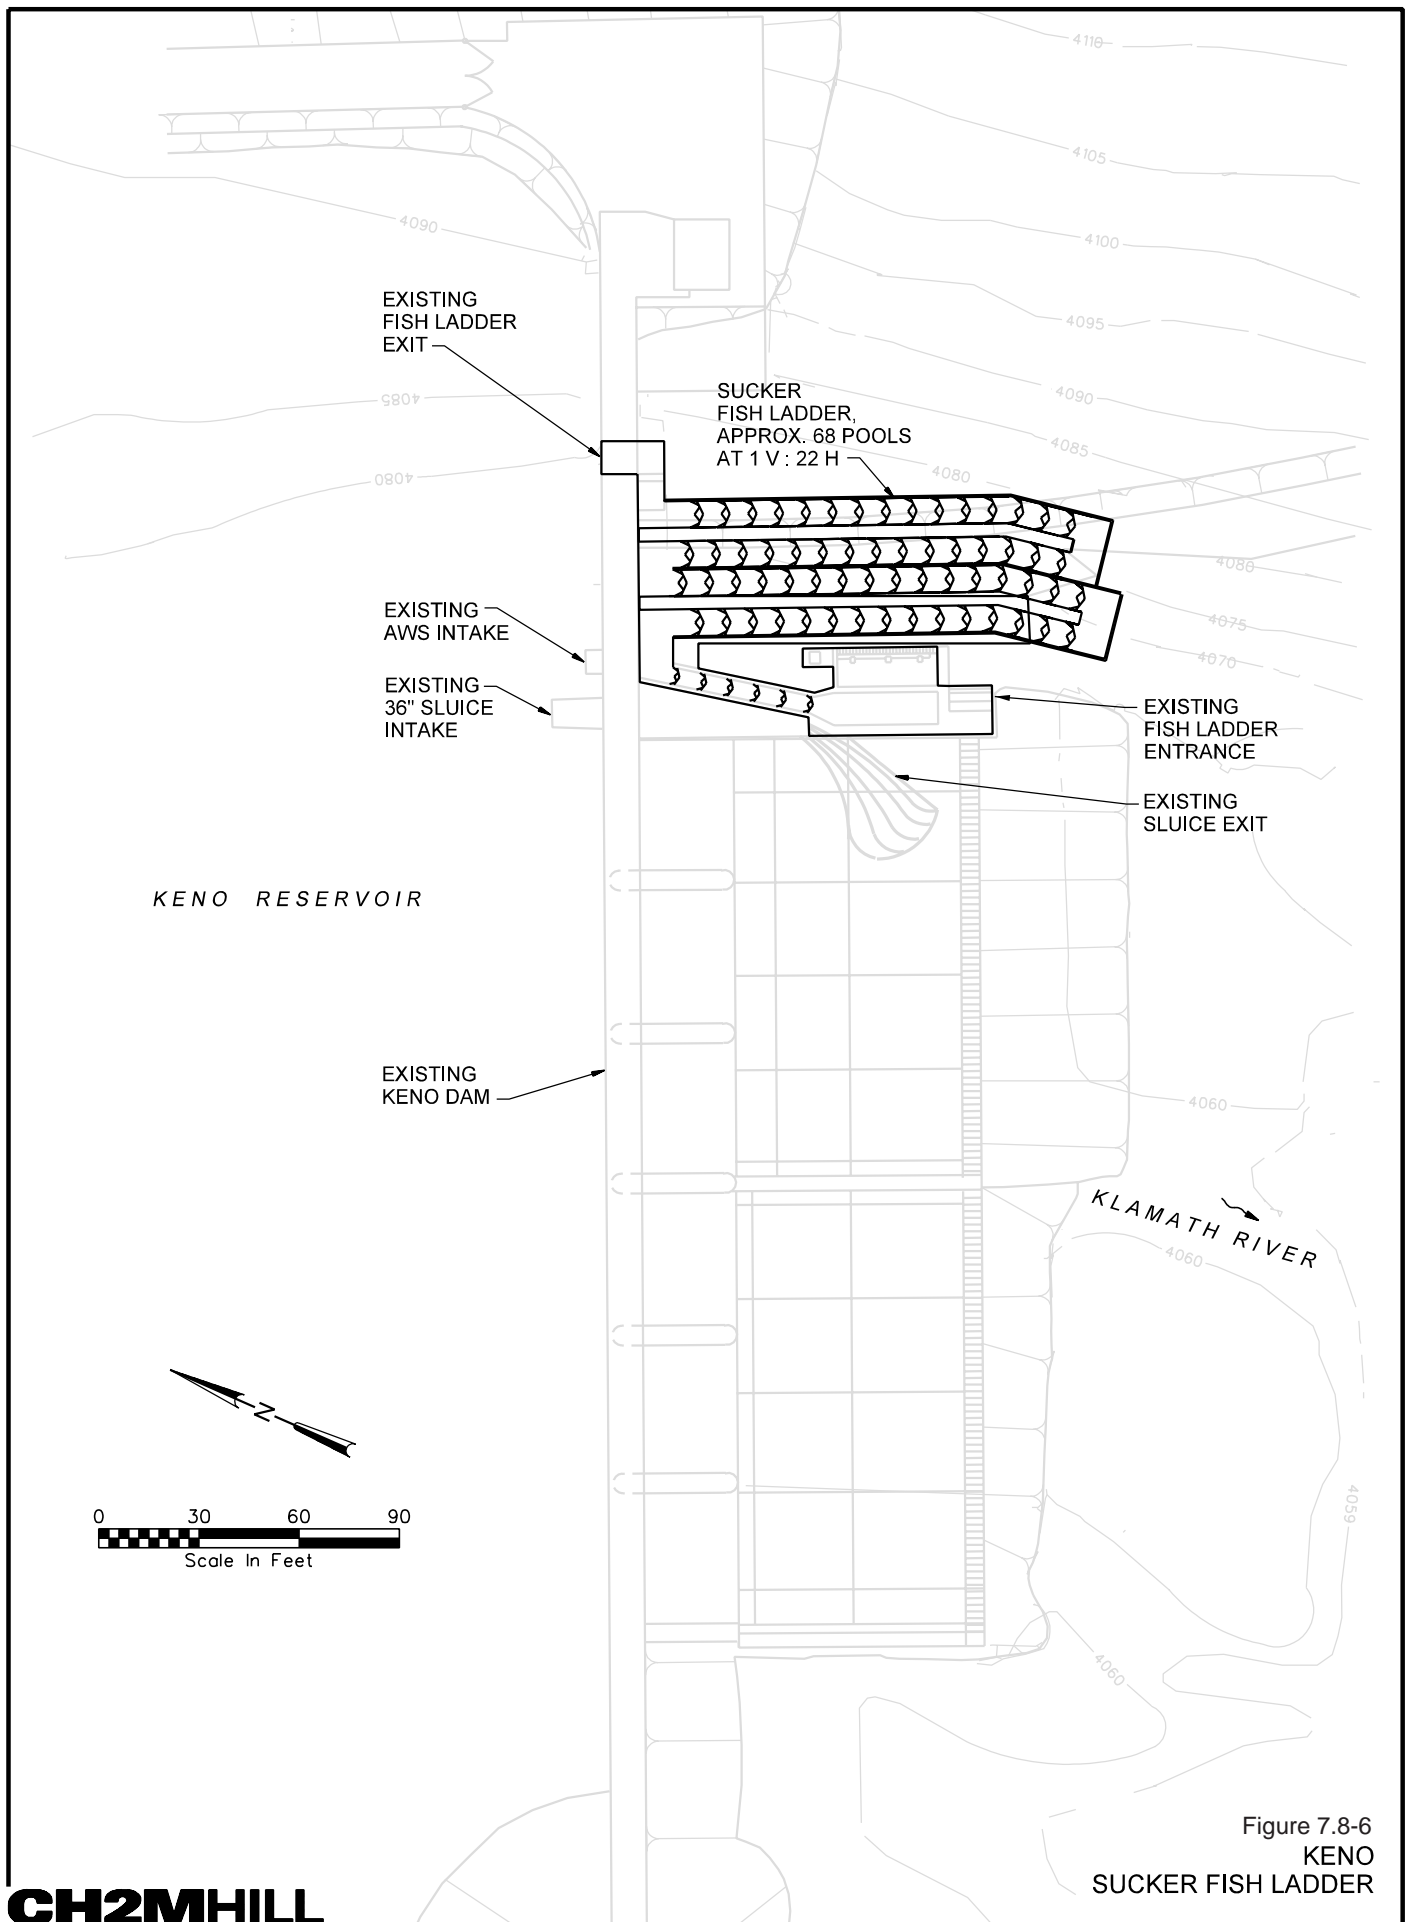 4110
4105
4090
4100
EXISTING
FISH LADDER
EXIT
4095
4085
SUCKER
FISH LADDER,
APPROX. 68 POOLS
AT 1 V : 22 H
4090
4085
4080
4080
4080
EXISTING
AWS INTAKE
4075
4070
EXISTING
36" SLUICE
INTAKE
EXISTING
FISH LADDER
ENTRANCE
EXISTING
SLUICE EXIT
KENO RESERVOIR
EXISTING
KENO DAM
4060
KLAMATH RIVER
4060
N
4059
0 30 60 90
Scale In Feet
4060
Figure 7.8-6
KENO
SUCKER FISH LADDER
CH2MHILL